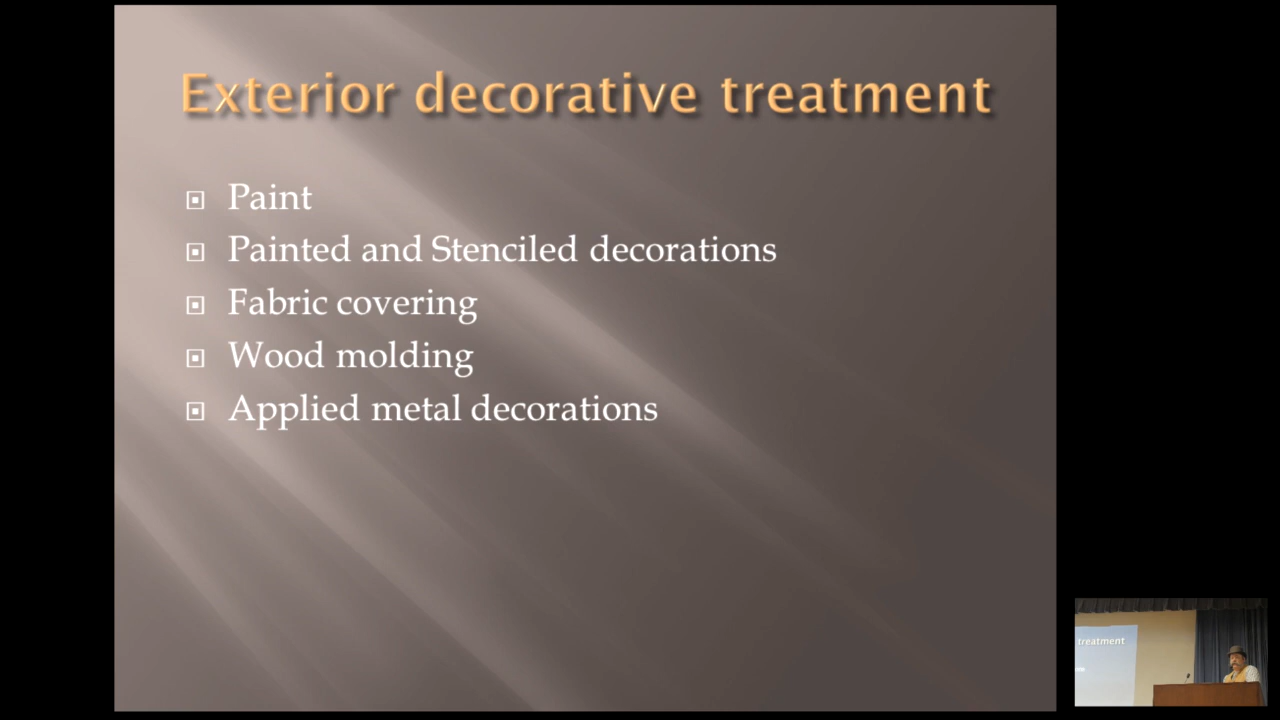 Exterior decorative treatment
Paint
Painted and Stenciled decorations
Fabric covering
Wood molding
Applied metal decorations
treatment